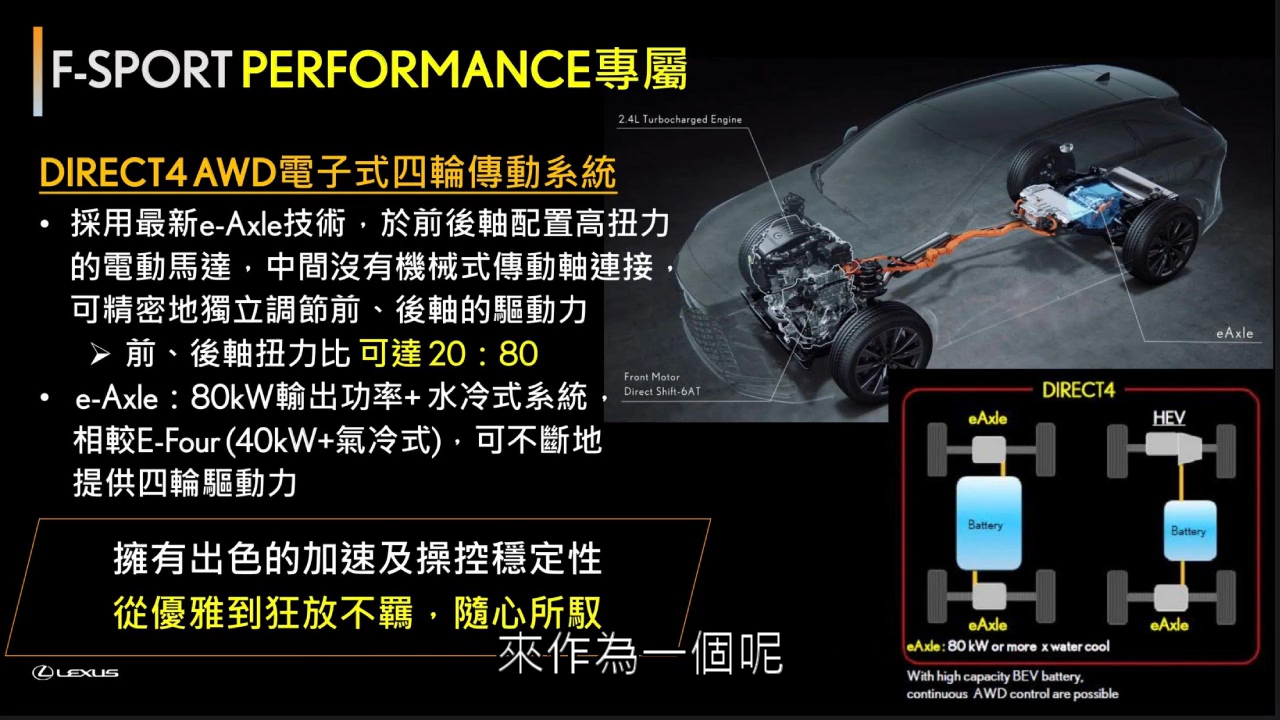 F-SPORT PERFORMANCE專屬
DIRECT4 AWD電子式四輪傳動系統
• 採用最新e-Axle技術，於前後軸配置高扭力
的電動馬達，中間沒有機械式傳動軸連接，
可精密地獨立調節前、後軸的驅動力
➢ 前、後軸扭力比 可達 20：80
• e-Axle：80kW輸出功率+ 水冷式系統，
相較E-Four (40kW+氣冷式)，可不斷地
提供四輪驅動力
擁有出色的加速及操控穩定性
從優雅到狂放不羈，隨心所馭
來作為一個呢
LEXUS
2.4L Turbocharged Engine
eAxle
Front Motor
Direct Shift-6AT
DIRECT4
eAxle
HEV
Battery
Battery
eAxle
eAxle
eAxle : 80 kW or more x water cool
With high capacity BEV battery,
continuous AWD control are possible